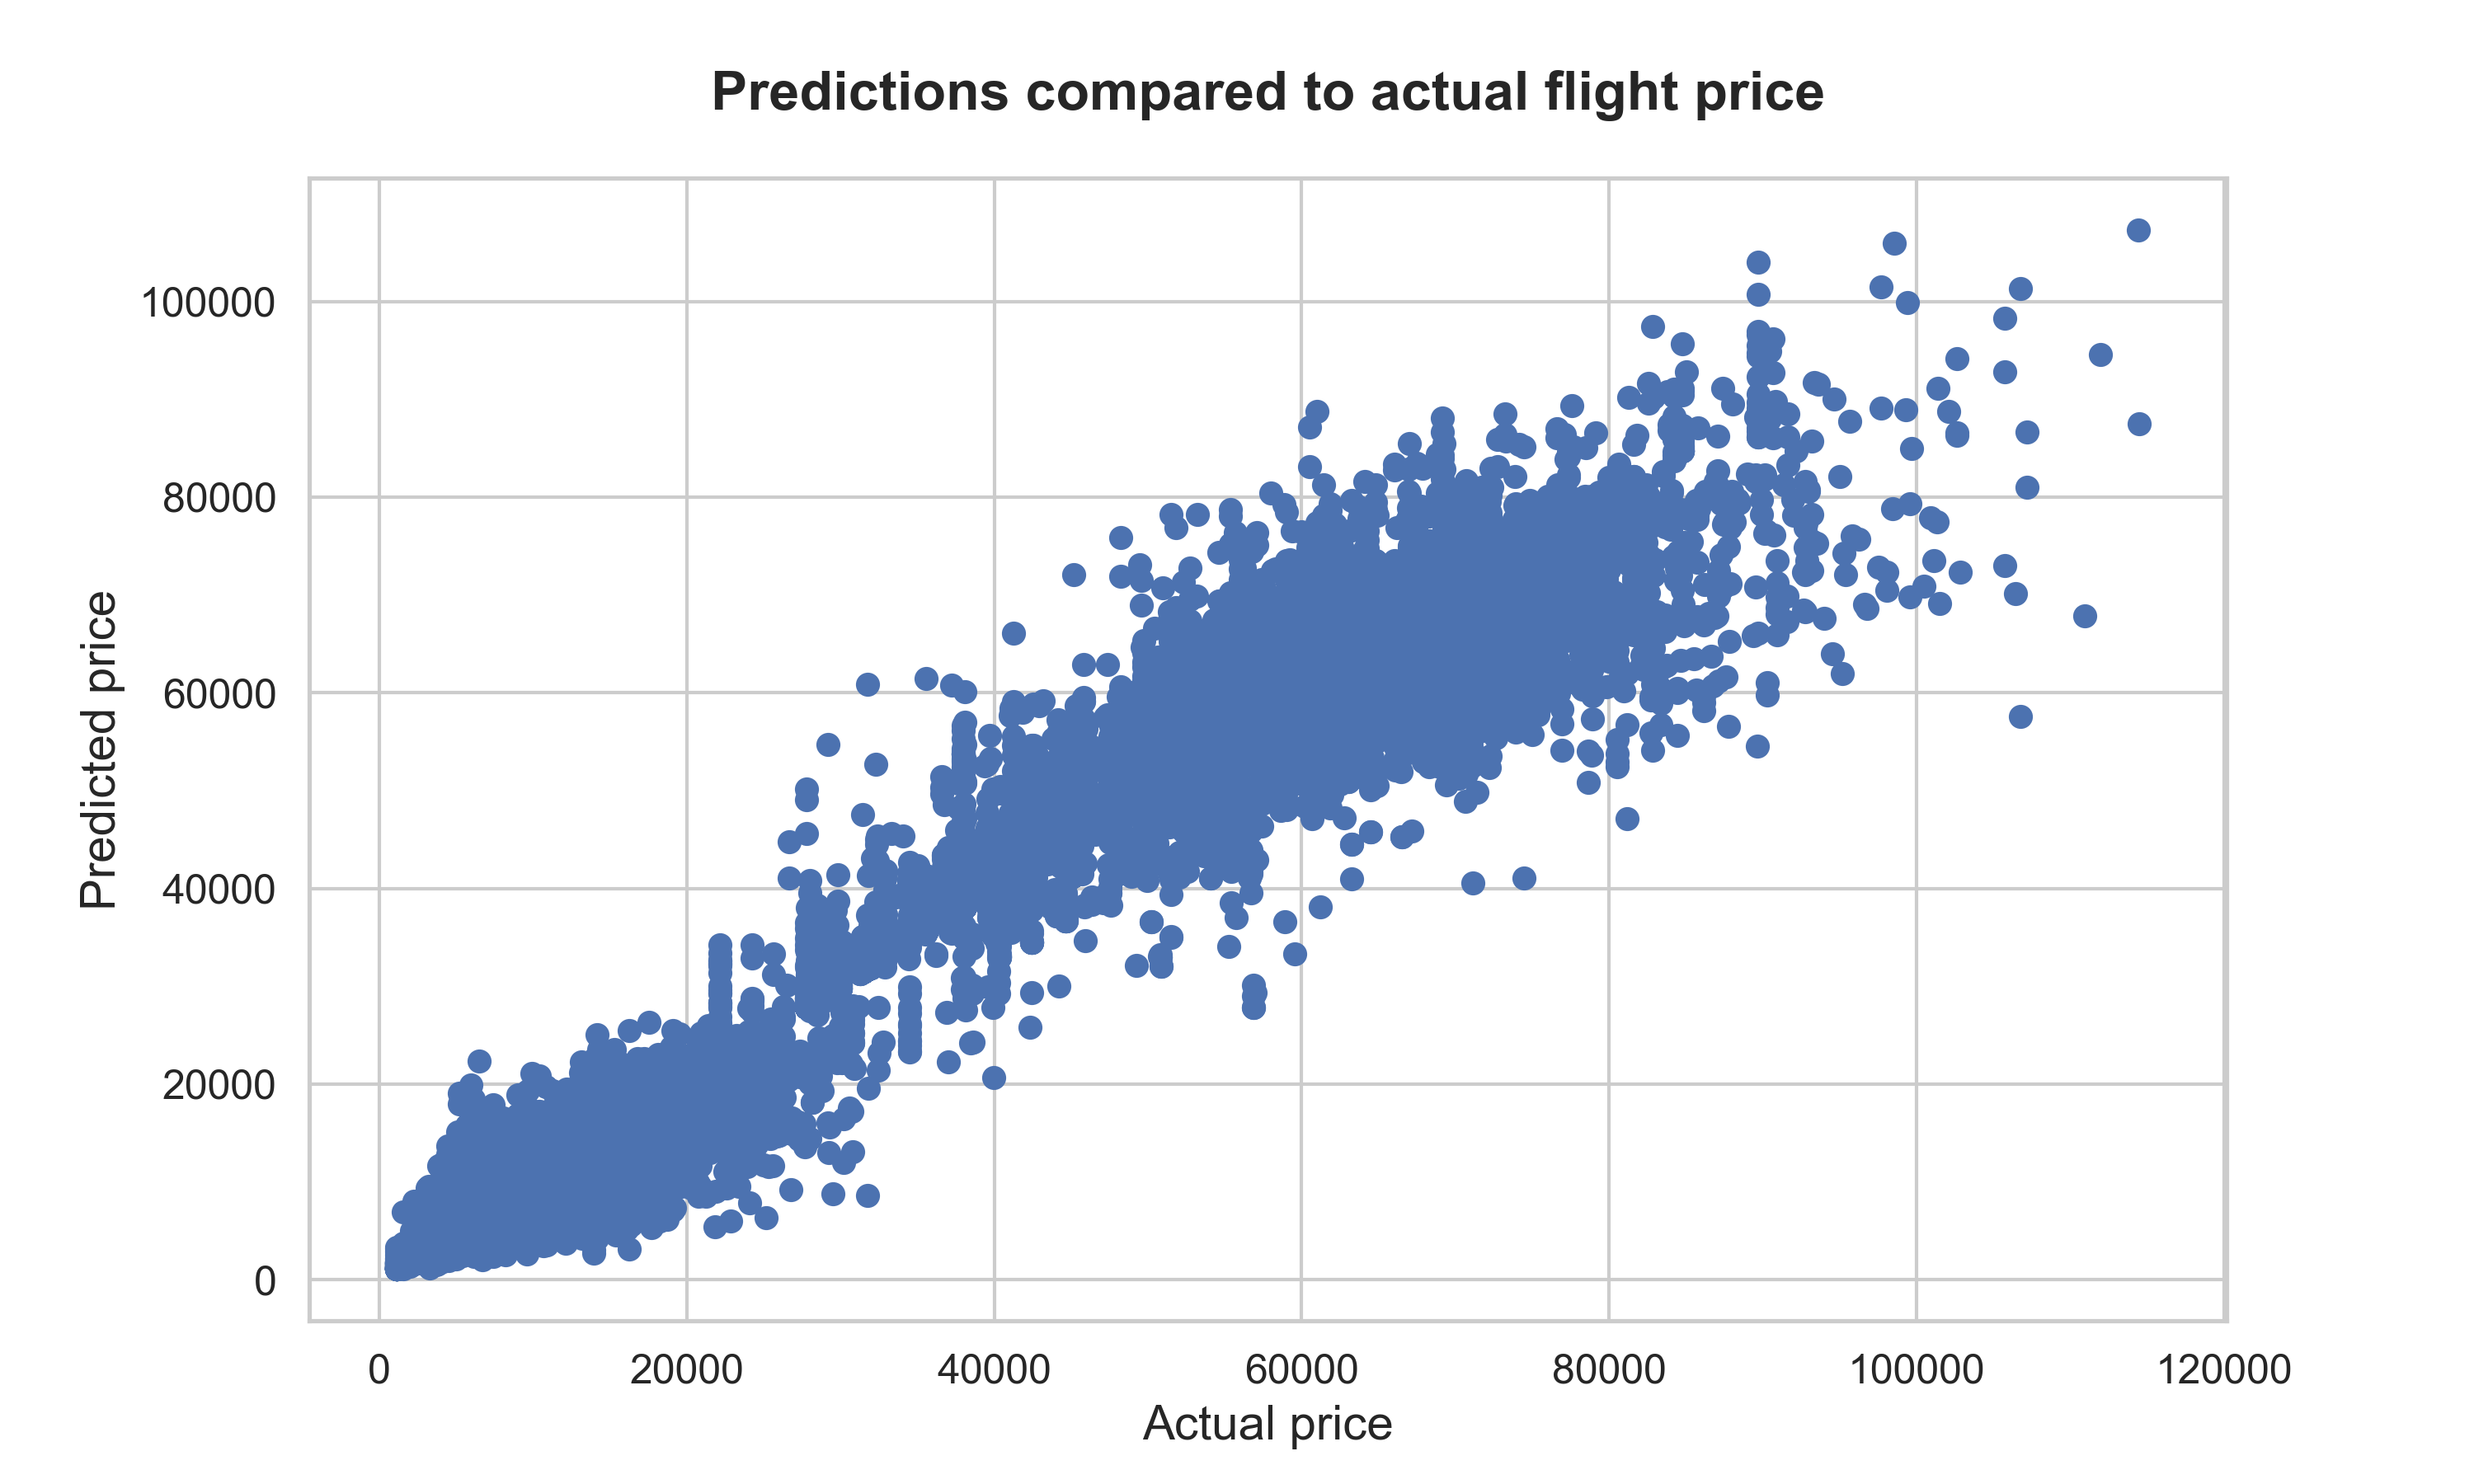 Predictions compared to actual flight price
100000
80000
60000
40000
20000
0
Predicted price
0 20000 40000 60000 80000 100000 120000
Actual price